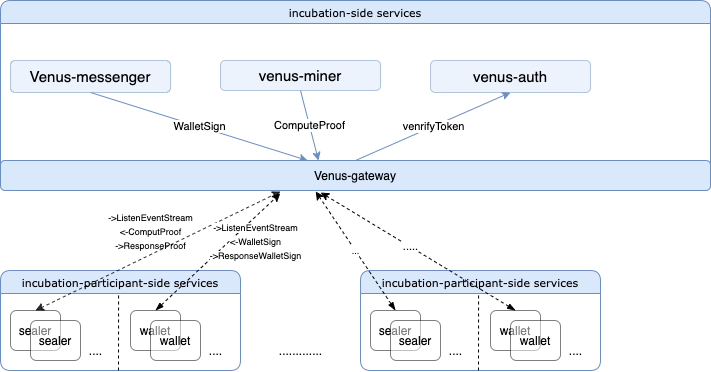 incubation-side services
Venus-messenger
venus-miner
venus-auth
WalletSign
ComputeProof
venrifyToken
Venus-gateway
->ListenEventStream
<-ComputProof
->ResponseProof
->ListenEventStream
<-WalletSign
->ResponseWalletSign
...
.....
incubation-participant-side services
sealer
sealer
....
wallet
wallet
....
.............
incubation-participant-side services
sealer
sealer
....
wallet
wallet
....